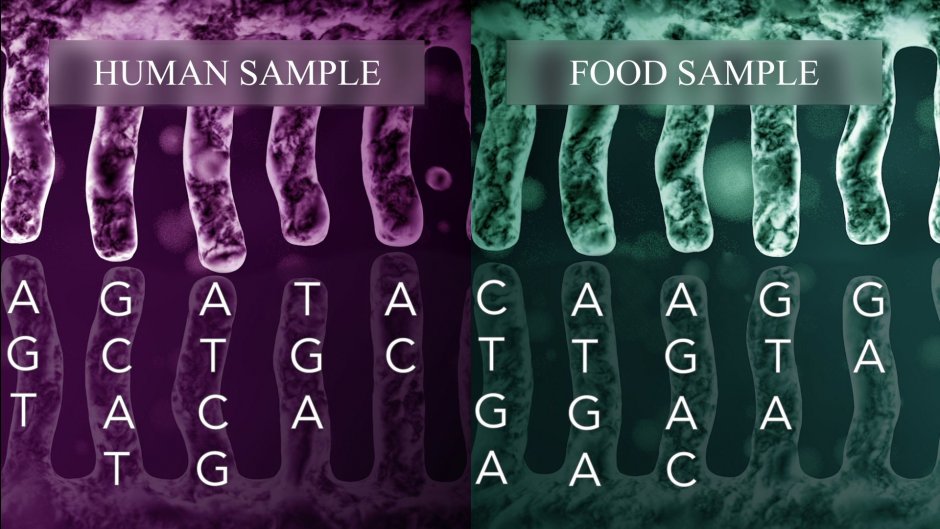 HUMAN SAMPLE
A G A T A
G C T G C
T A C A
T G
FOOD SAMPLE
C A A G G
T T G T A
G G A A
A A C